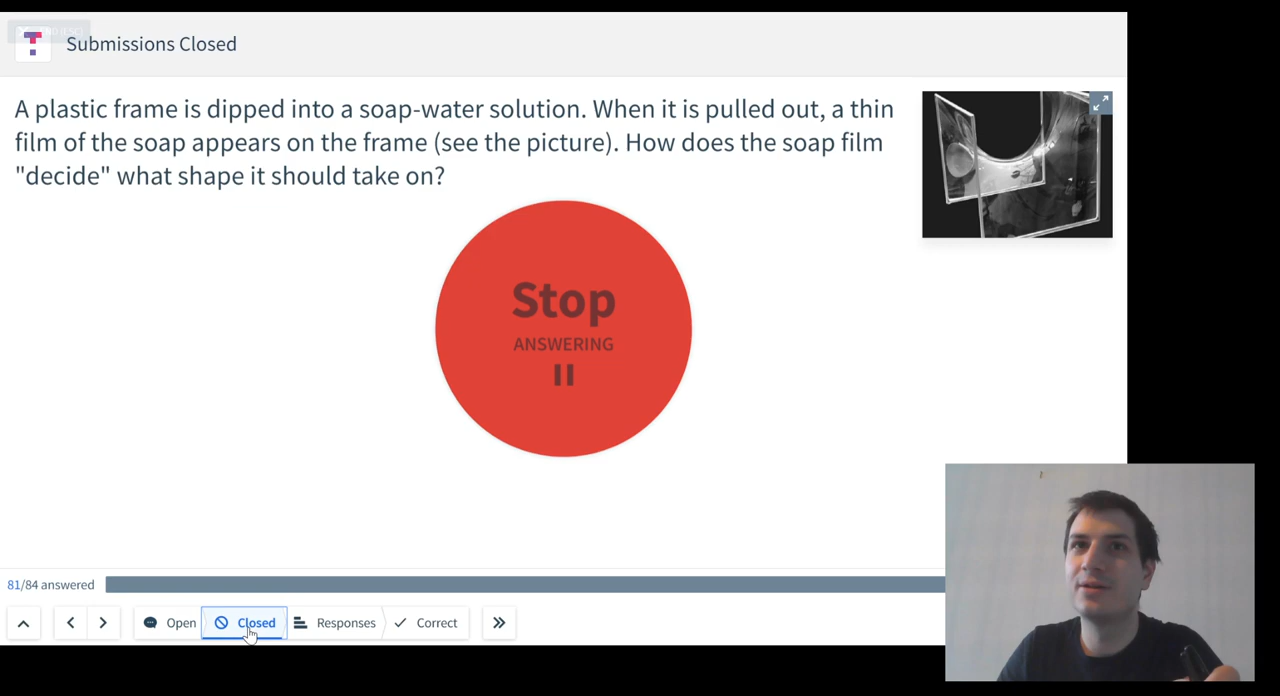 Submissions Closed
A plastic frame is dipped into a soap-water solution. When it is pulled out, a thin
film of the soap appears on the frame (see the picture). How does the soap film
"decide" what shape it should take on?
Stop
ANSWERING
81/84 answered
Open
Closed
Responses
Correct